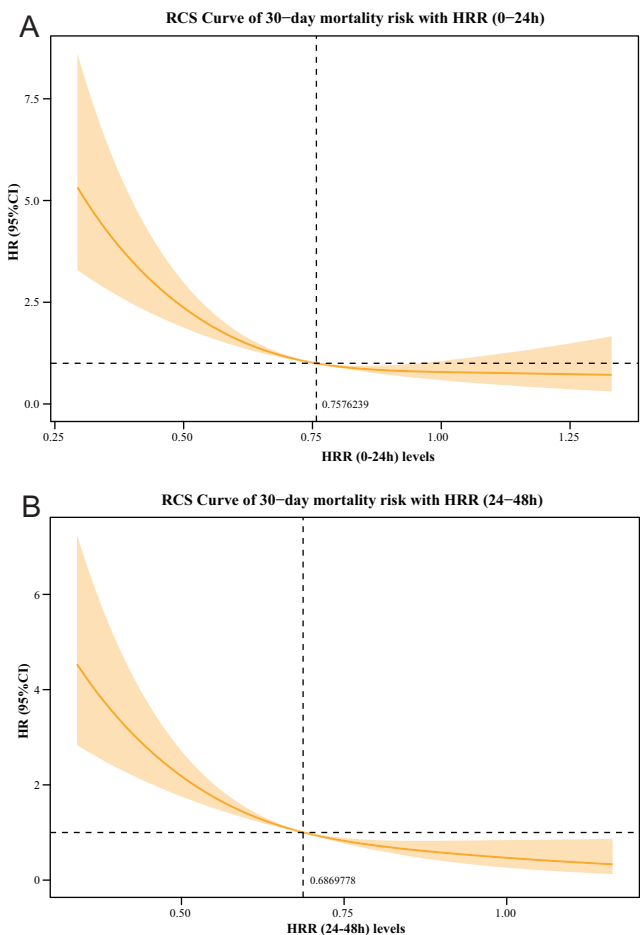 A
RCS Curve of 30−day mortality risk with HRR (0−24h)
HR (95%CI)
7.5
5.0
2.5
0.0
0.7576239
0.25 0.50 0.75 1.00 1.25
HRR (0-24h) levels
B
RCS Curve of 30−day mortality risk with HRR (24−48h)
HR (95%CI)
6
4
2
0
0.6869778
0.50 0.75 1.00
HRR (24-48h) levels